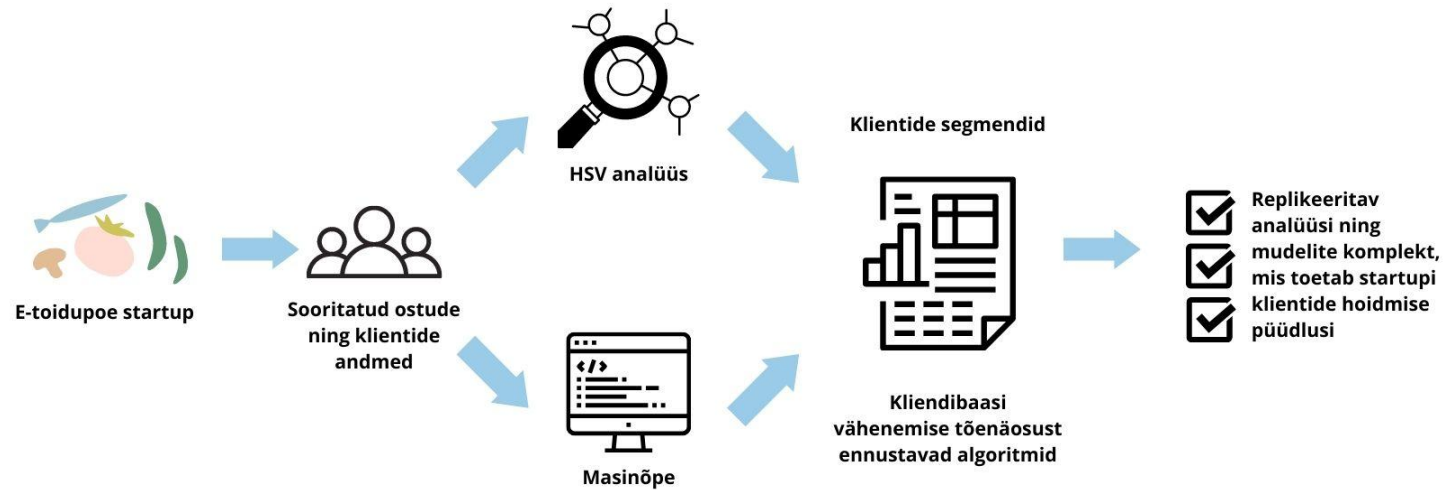 E-toidupoe startup
Sooritatud ostude
ning klientide
andmed
HSV analüüs
</>
Masinõpe
Klientide segmendid
Kliendibaasi
vähenemise tõenäosust
ennustavad algoritmid
Replikeeritav
analüüsi ning
mudelite komplekt,
mis toetab startupi
klientide hoidmise
püüdlusi